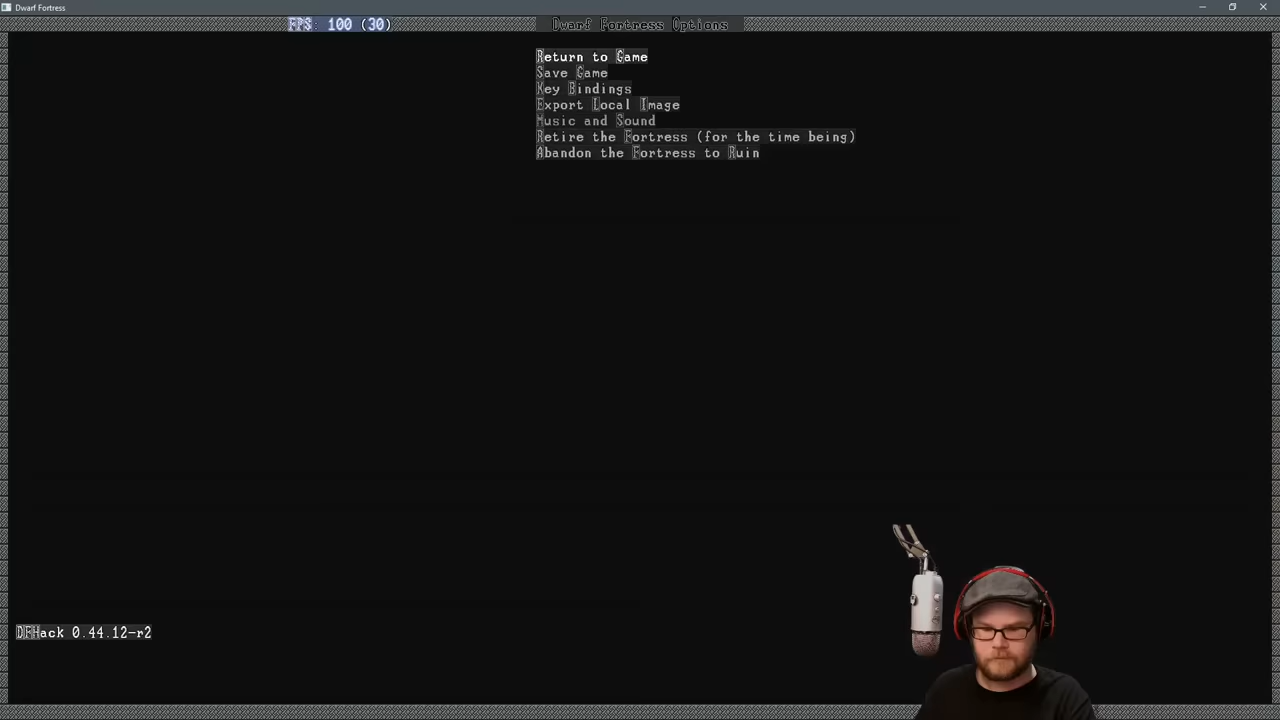 Dwarf Fortress
FPS: 100 (30)
Dwarf Fortress Options
Return to Game
Save Game
Key Bindings
Export Local Image
Music and Sound
Retire the Fortress (for the time being)
Abandon the Fortress to Ruin
DFHack 0.44.12-r2